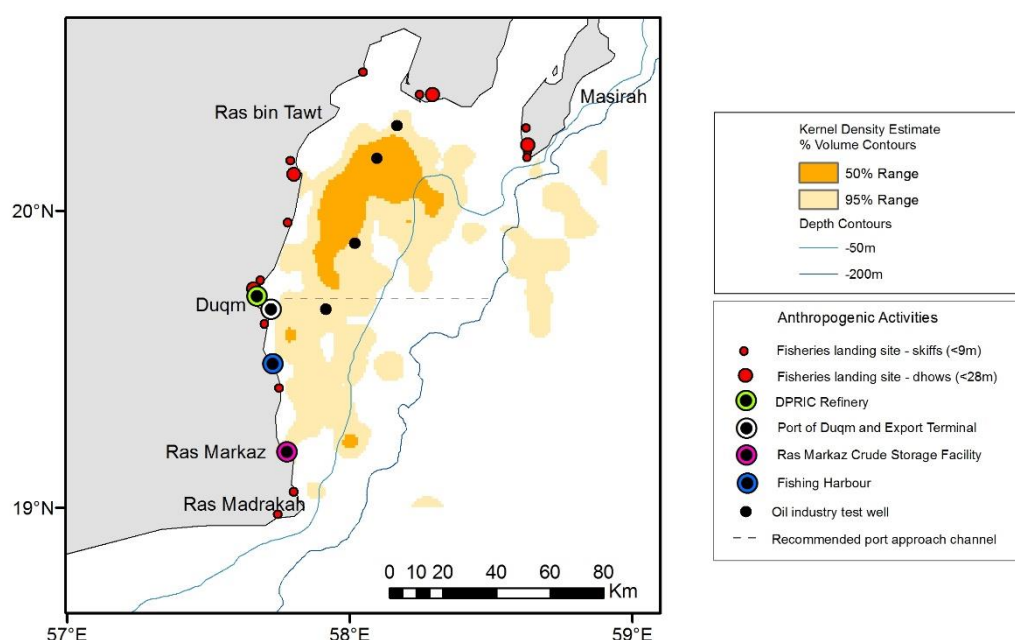 Ras bin Tawt
Masirah
20°N
Duqm
Ras Markaz
Ras Madrakah
19°N
0 10 20 40 60 80
Km
57°E
58°E
59°E
Kernel Density Estimate
% Volume Contours
50% Range
95% Range
Depth Contours
-50m
-200m
Anthropogenic Activities
Fisheries landing site - skiffs (<9m)
Fisheries landing site - dhows (<28m)
DPRIC Refinery
Port of Duqm and Export Terminal
Ras Markaz Crude Storage Facility
Fishing Harbour
Oil industry test well
Recommended port approach channel